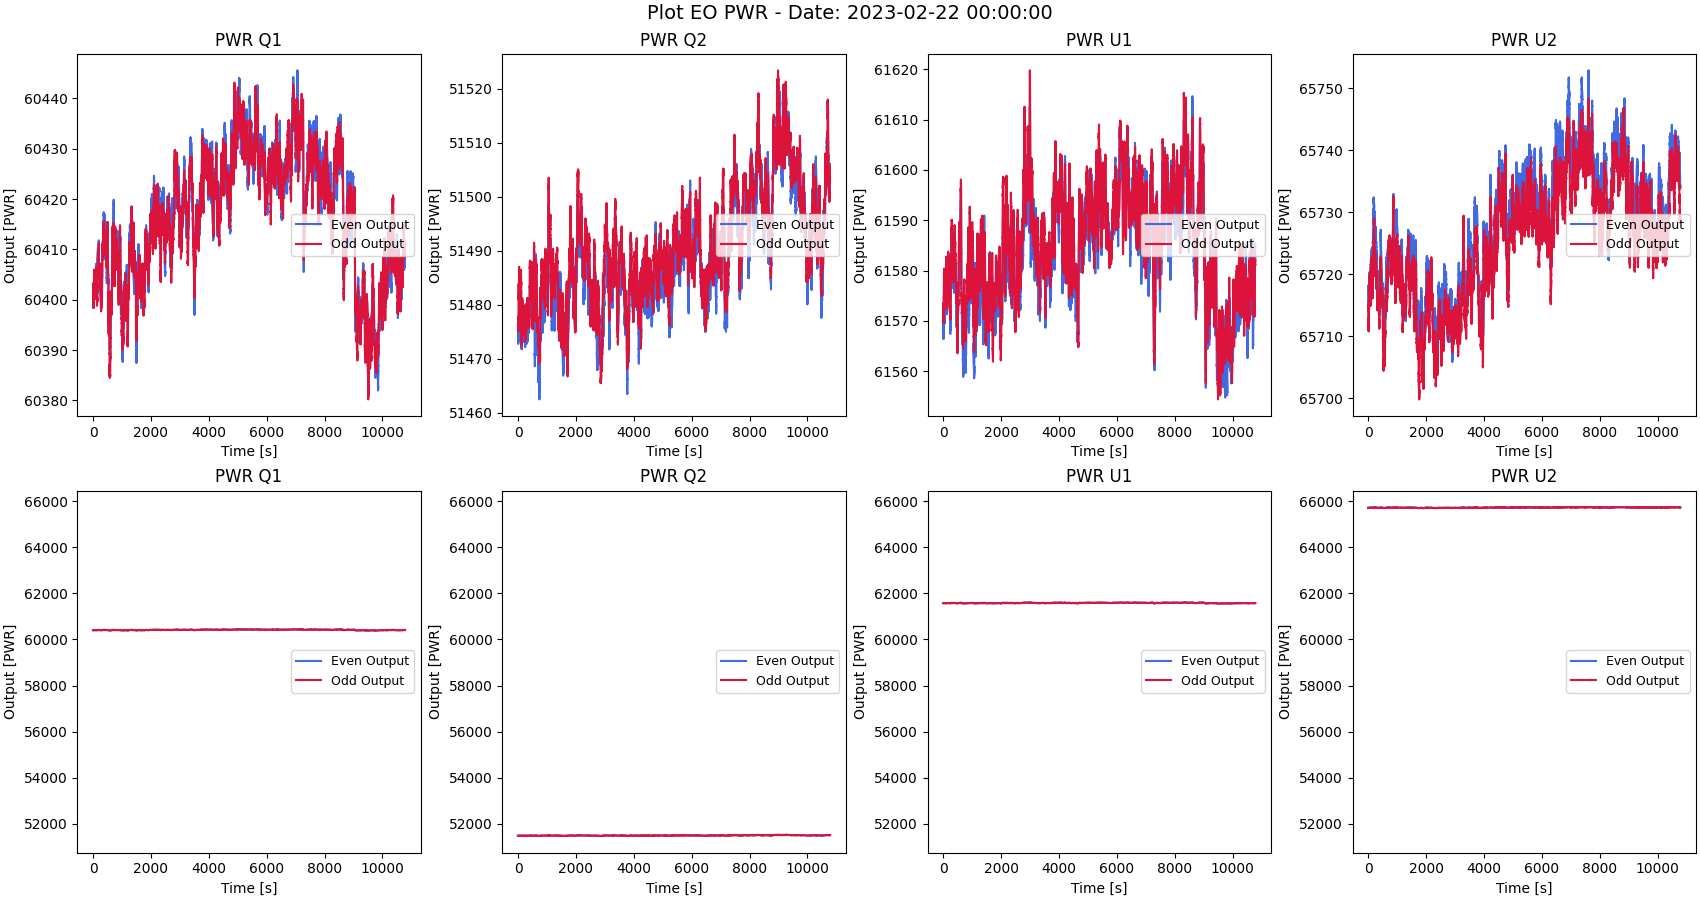 Plot EO PWR - Date: 2023-02-22 00:00:00
PWR Q1
PWR Q2
PWR U1
PWR U2
Output [PWR]
60440
60430
60420
60410
60400
60390
60380
Even Output
Odd Output
0 2000 4000 6000 8000 10000
Time [s]
Output [PWR]
51520
51510
51500
51490
51480
51470
51460
Even Output
Odd Output
0 2000 4000 6000 8000 10000
Time [s]
Output [PWR]
61620
61610
61600
61590
61580
61570
61560
Even Output
Odd Output
0 2000 4000 6000 8000 10000
Time [s]
Output [PWR]
65750
65740
65730
65720
65710
65700
Even Output
Odd Output
0 2000 4000 6000 8000 10000
Time [s]
PWR Q1
PWR Q2
PWR U1
PWR U2
Output [PWR]
66000
64000
62000
60000
58000
56000
54000
52000
Even Output
Odd Output
0 2000 4000 6000 8000 10000
Time [s]
Output [PWR]
66000
64000
62000
60000
58000
56000
54000
52000
Even Output
Odd Output
0 2000 4000 6000 8000 10000
Time [s]
Output [PWR]
66000
64000
62000
60000
58000
56000
54000
52000
Even Output
Odd Output
0 2000 4000 6000 8000 10000
Time [s]
Output [PWR]
66000
64000
62000
60000
58000
56000
54000
52000
Even Output
Odd Output
0 2000 4000 6000 8000 10000
Time [s]